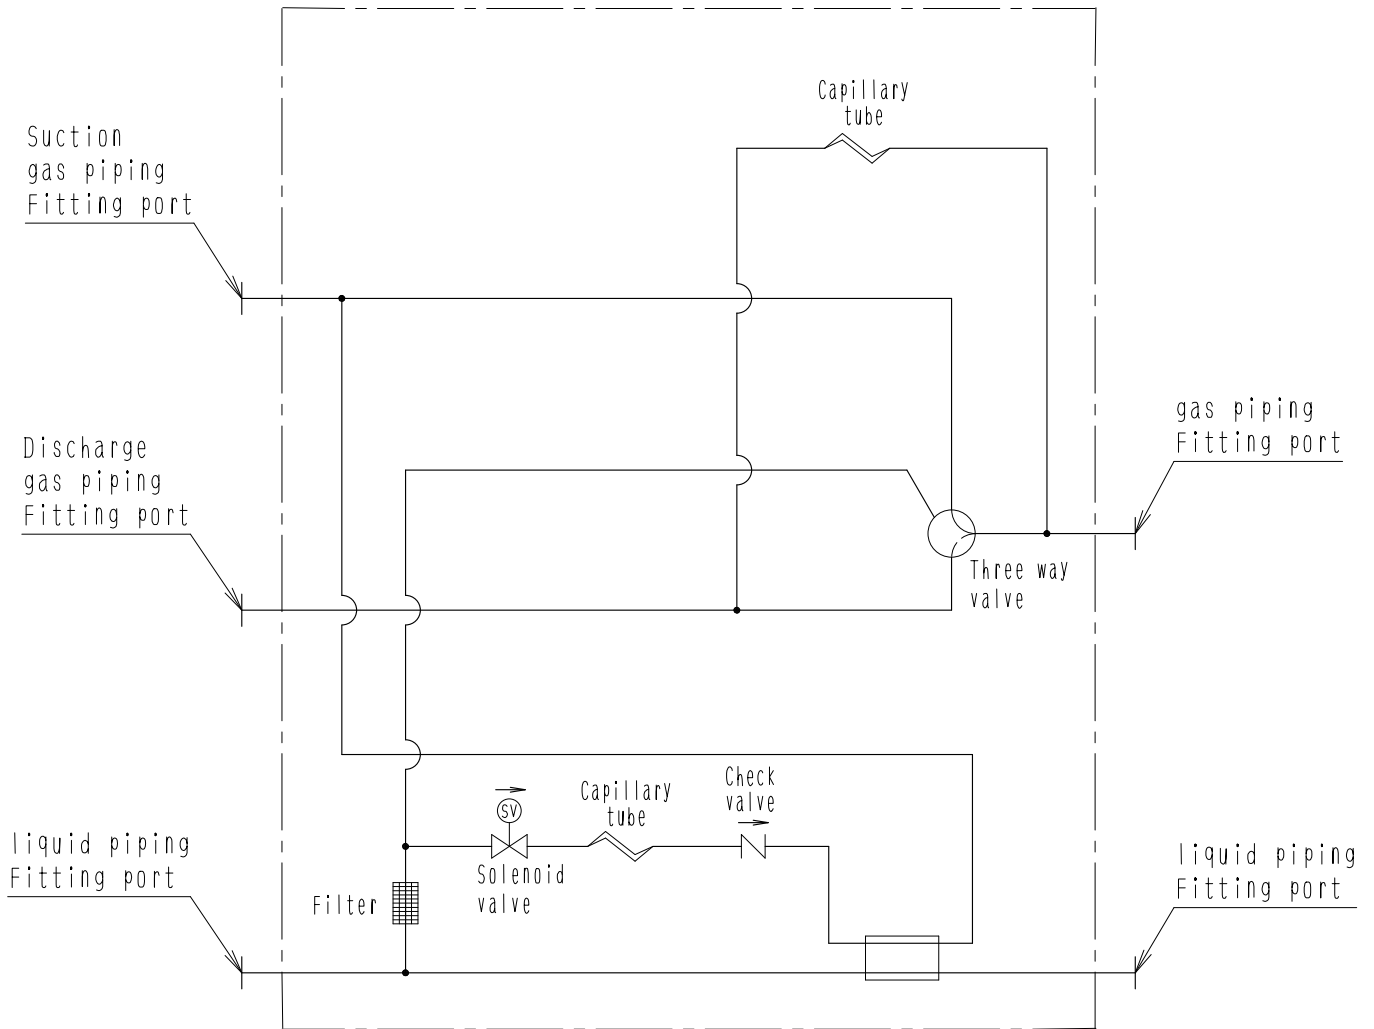 Capillary
tube
Suction
gas piping
Fitting port
gas piping
Fitting port
Discharge
gas piping
Fitting port
Three way
valve
Check
valve
Capillary
tube
SV
Solenoid
valve
Filter
liquid piping
Fitting port
liquid piping
Fitting port